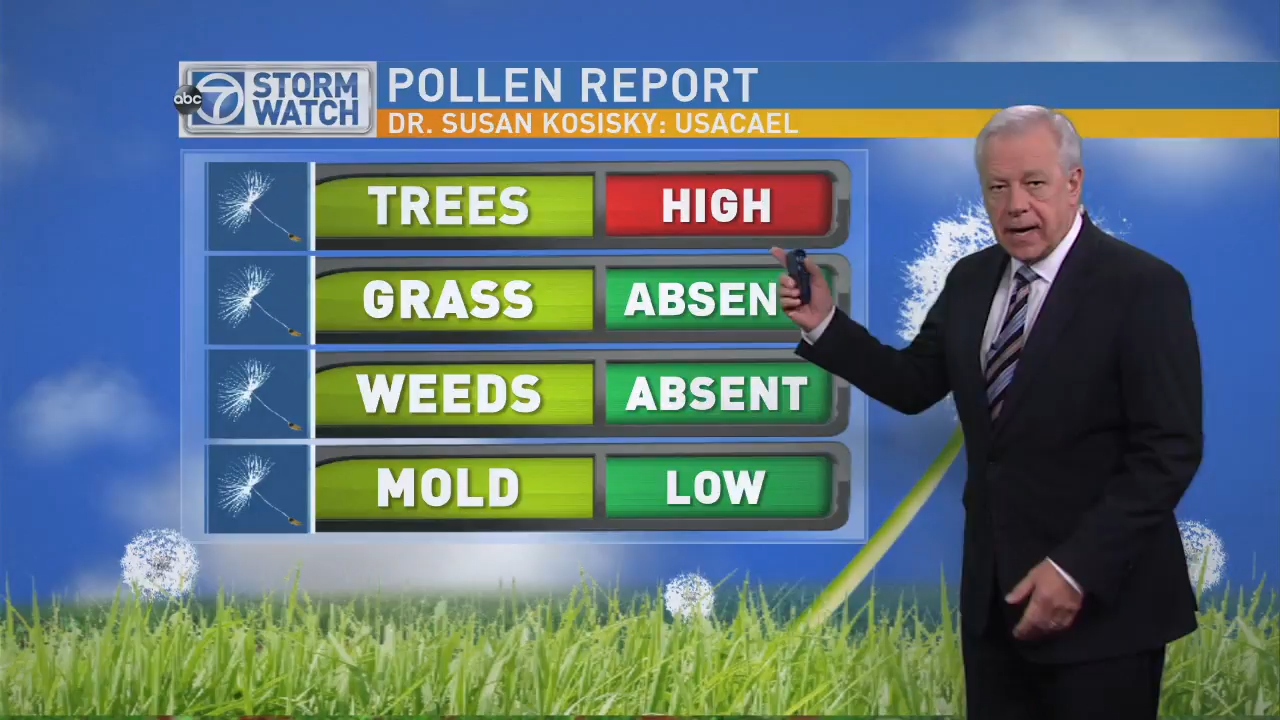 abc 7 STORM WATCH
POLLEN REPORT
DR. SUSAN KOSISKY: USACAEL
TREES HIGH
GRASS ABSEN
WEEDS ABSENT
MOLD LOW